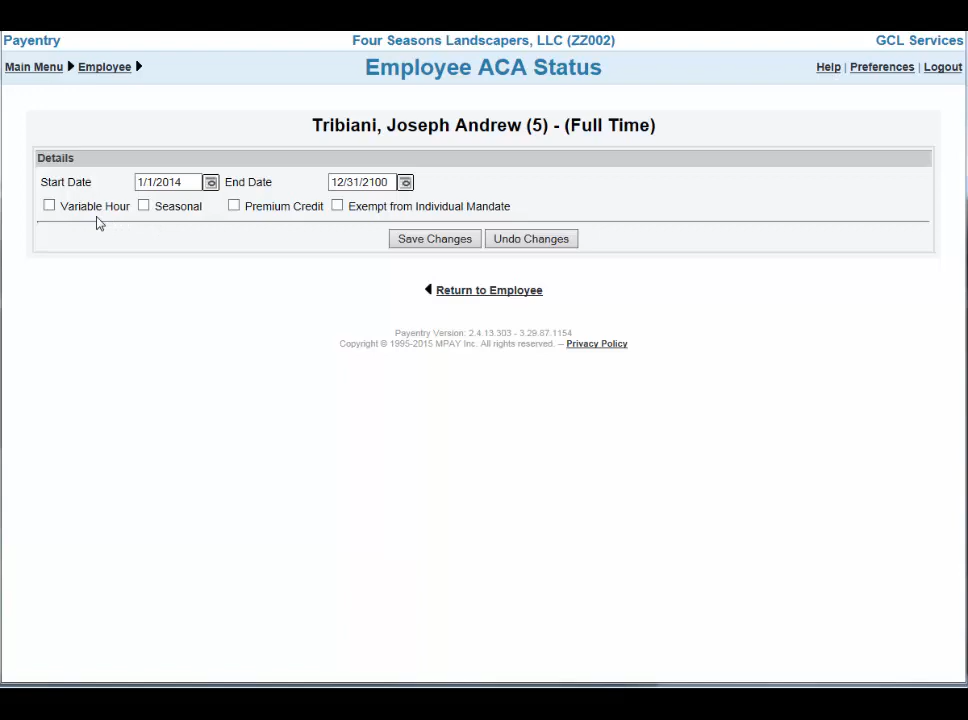 Payentry Four Seasons Landscapers, LLC (ZZ002) GCL Services
Main Menu Employee Employee ACA Status Help | Preferences | Logout
Tribiani, Joseph Andrew (5) - (Full Time)
Details
Start Date 1/1/2014 End Date 12/31/2100
Variable Hour Seasonal Premium Credit Exempt from Individual Mandate
Save Changes Undo Changes
Return to Employee
Payentry Version: 2.4.13.303 - 3.29.87.1154
Copyright © 1995-2015 MPAY Inc. All rights reserved. -- Privacy Policy